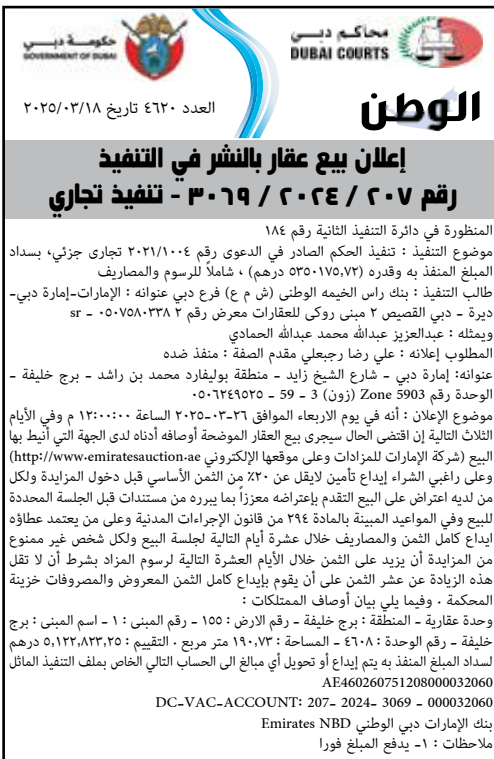 حكومة دبي
GOVERNMENT OF DUBAI
محاكم دبي
DUBAI COURTS
الوطن
العدد ٤٦٢٠ تاريخ ٢٠٢٥/٠٣/١٨
إعلان بيع عقار بالنشر في التنفيذ
رقم ٢٠٧ / ٢٠٢٤ / ٣٠٦٩ - تنفيذ تجاري
المنظورة في دائرة التنفيذ الثانية رقم ١٨٤
موضوع التنفيذ : تنفيذ الحكم الصادر في الدعوى رقم ٢٠٢١/١٠٠٤ تجارى جزئي، بسداد
المبلغ المنفذ به وقدره (٥٣٥٠١٧٥,٧٢ درهم) ، شاملاً للرسوم والمصاريف
طالب التنفيذ : بنك راس الخيمه الوطنى (ش م ع) فرع دبي عنوانه : الإمارات-إمارة دبي-
ديرة - دبي القصيص ٢ مبنى روكى للعقارات معرض رقم ٢ ٠٥٠٧٥٨٠٣٣٨ - sr
ويمثله : عبدالعزيز عبدالله محمد عبدالله الحمادي
المطلوب إعلانه : علي رضا رجبعلي مقدم الصفة : منفذ ضده
عنوانه: إمارة دبي - شارع الشيخ زايد - منطقة بوليفارد محمد بن راشد - برج خليفة -
الوحدة رقم 5903 Zone (زون) 3 - 59 - ٠٥٠٦٢٤٩٥٢٥
موضوع الإعلان : أنه في يوم الاربعاء الموافق ٢٦-٠٣-٢٠٢٥ الساعة ١٢:٠٠:٠٠ م وفي الأيام
الثلاث التالية إن اقتضى الحال سيجرى بيع العقار الموضحة أوصافه أدناه لدى الجهة التي أنيط بها
البيع (شركة الإمارات للمزادات وعلى موقعها الإلكتروني http://www.emiratesauction.ae)
وعلى راغبي الشراء إيداع تأمين لايقل عن ٢٠٪ من الثمن الأساسي قبل دخول المزايدة ولكل
من لديه اعتراض على البيع التقدم بإعتراضه معززاً بما يبرره من مستندات قبل الجلسة المحددة
للبيع وفي المواعيد المبينة بالمادة ٢٩٤ من قانون الإجراءات المدنية وعلى من يعتمد عطاؤه
ايداع كامل الثمن والمصاريف خلال عشرة أيام التالية لجلسة البيع ولكل شخص غير ممنوع
من المزايدة أن يزيد على الثمن خلال الأيام العشرة التالية لرسوم المزاد بشرط أن لا تقل
هذه الزيادة عن عشر الثمن على أن يقوم بإيداع كامل الثمن المعروض والمصروفات خزينة
المحكمة . وفيما يلي بيان أوصاف الممتلكات :
وحدة عقارية - المنطقة : برج خليفة - رقم الارض : ١٥٥ - رقم المبنى : ١ - اسم المبنى : برج
خليفة - رقم الوحدة : ٤٦٠٨ - المساحة : ١٩٠,٧٣ متر مربع . التقييم : ٥,١٢٢,٨٢٣,٢٥ درهم
لسداد المبلغ المنفذ به يتم إيداع أو تحويل أي مبالغ الى الحساب التالي الخاص بملف التنفيذ الماثل
AE460260751208000032060
DC-VAC-ACCOUNT: 207- 2024- 3069 - 000032060
بنك الإمارات دبي الوطني Emirates NBD
ملاحظات : ١- يدفع المبلغ فورا